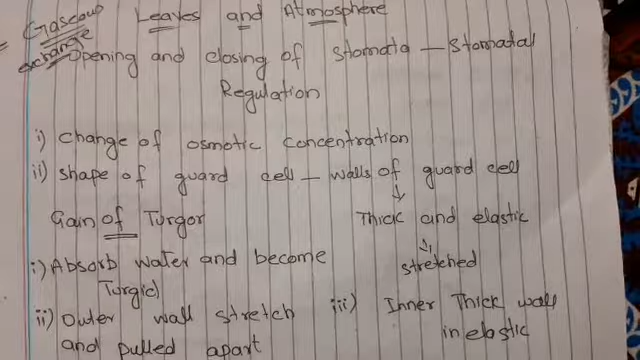 Leaves and Atmosphere
Gaseous exchange
Opening and closing of stomata - stomatal
Regulation
i) change of osmotic concentration
ii) shape of guard cell - walls of guard cell
↓
Gain of Turgor Thick and elastic
↓
i) Absorb water and become stretched
Turgid
ii) Outer wall stretch iii) Inner Thick wall
and pulled apart inelastic